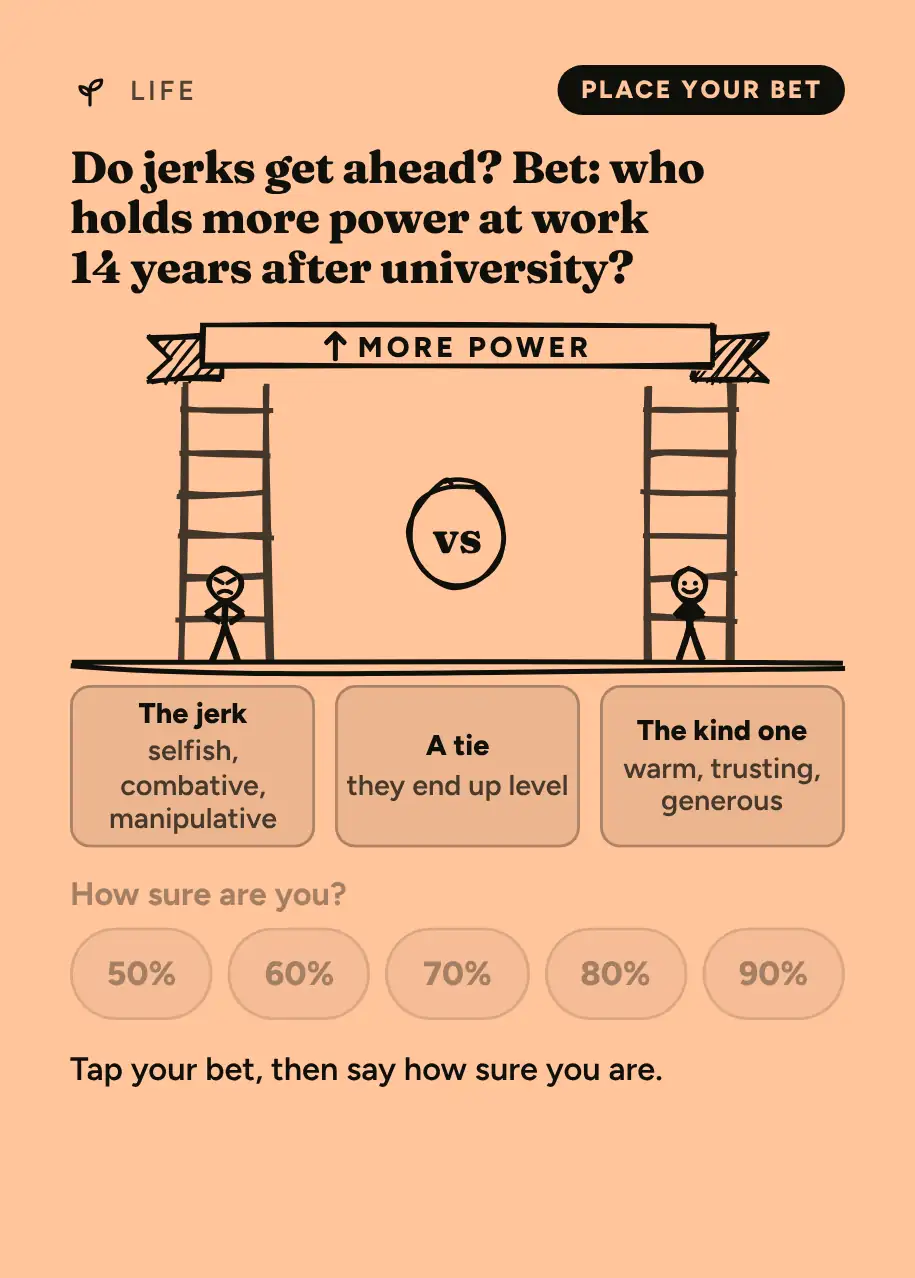 LIFE
PLACE YOUR BET
Do jerks get ahead? Bet: who
holds more power at work
14 years after university?
↑ MORE POWER
vs
The jerk
selfish,
combative,
manipulative
A tie
they end up level
The kind one
warm, trusting,
generous
How sure are you?
50%
60%
70%
80%
90%
Tap your bet, then say how sure you are.